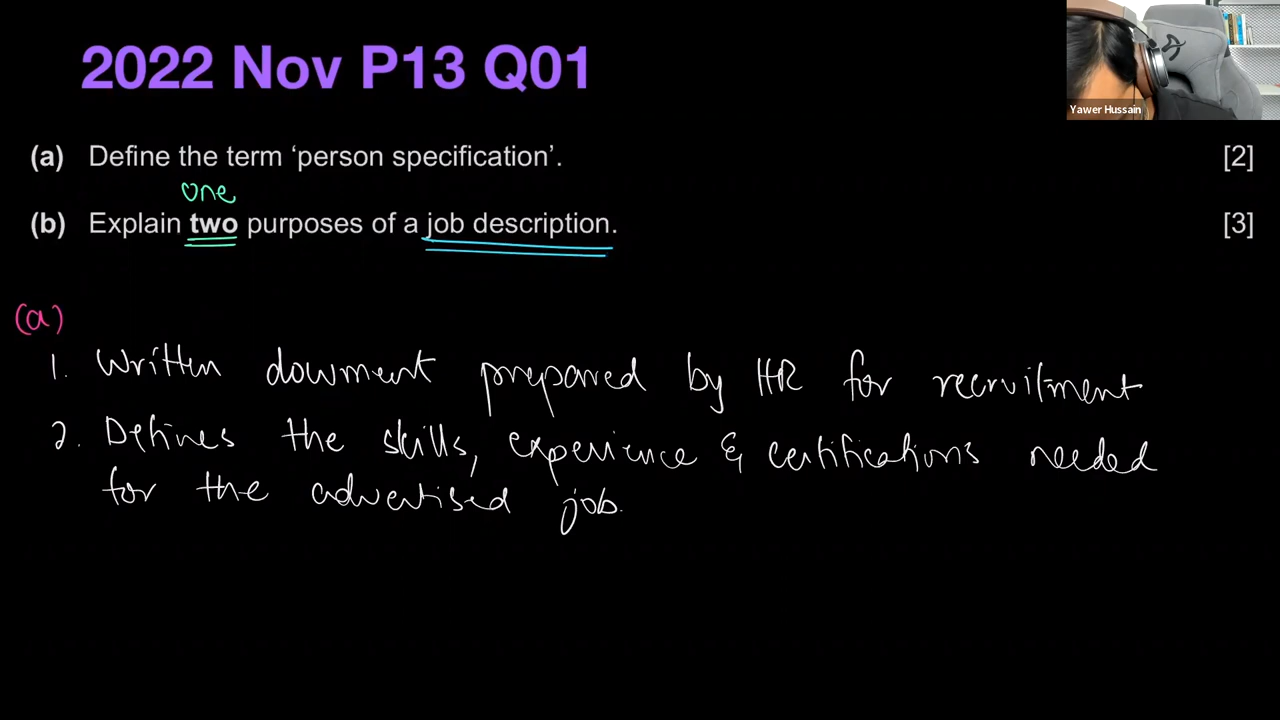 2022 Nov P13 Q01
Yawer Hussain
(a) Define the term ‘person specification’. [2]
one
(b) Explain two purposes of a job description. [3]
(a)
1. Written document prepared by HR for recruitment
2. Defines the skills, experience & certifications needed
for the advertised job.